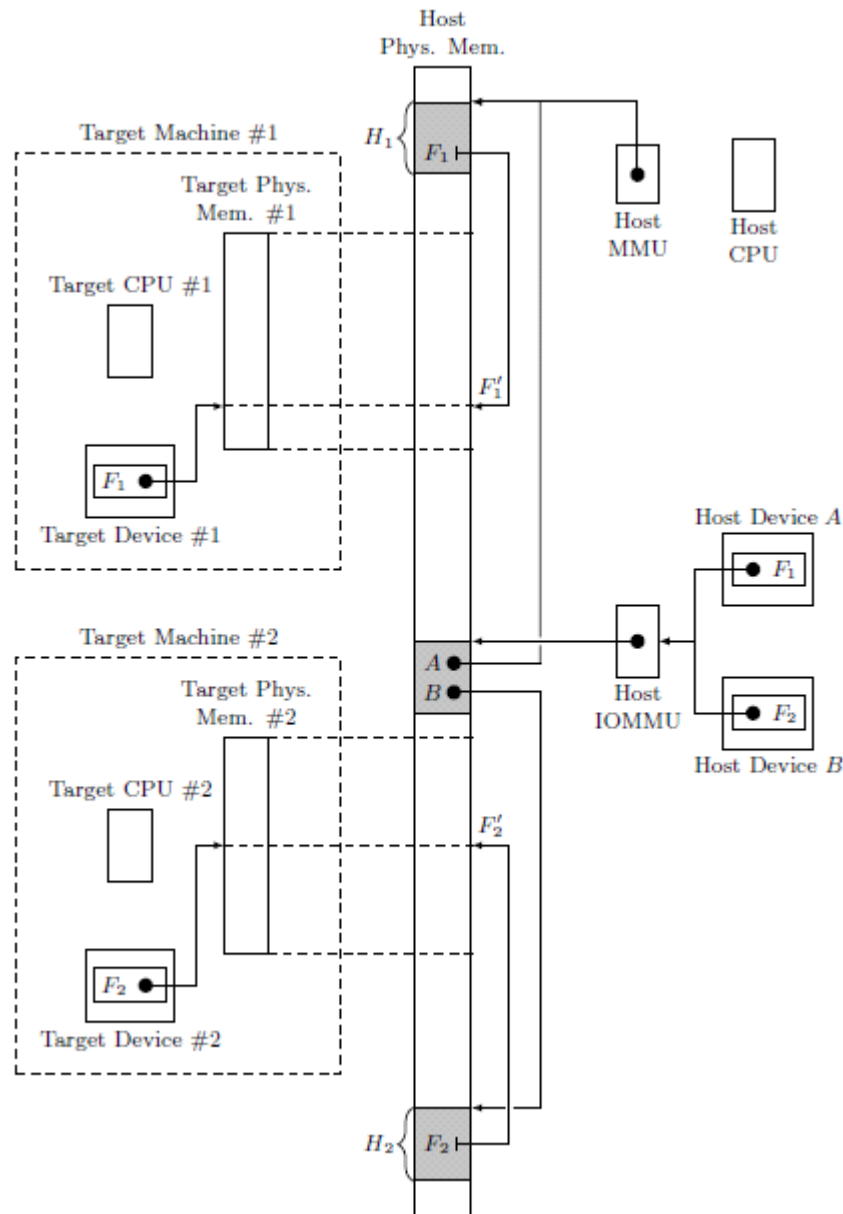 Host
Phys. Mem.
H₁
F₁
Target Machine #1
Target Phys.
Mem. #1
Target CPU #1
F₁
Target Device #1
F₁′
Host
MMU
Host
CPU
Host Device A
F₁
Host
IOMMU
F₂
Host Device B
A
B
Target Machine #2
Target Phys.
Mem. #2
Target CPU #2
F₂
Target Device #2
F₂′
H₂
F₂